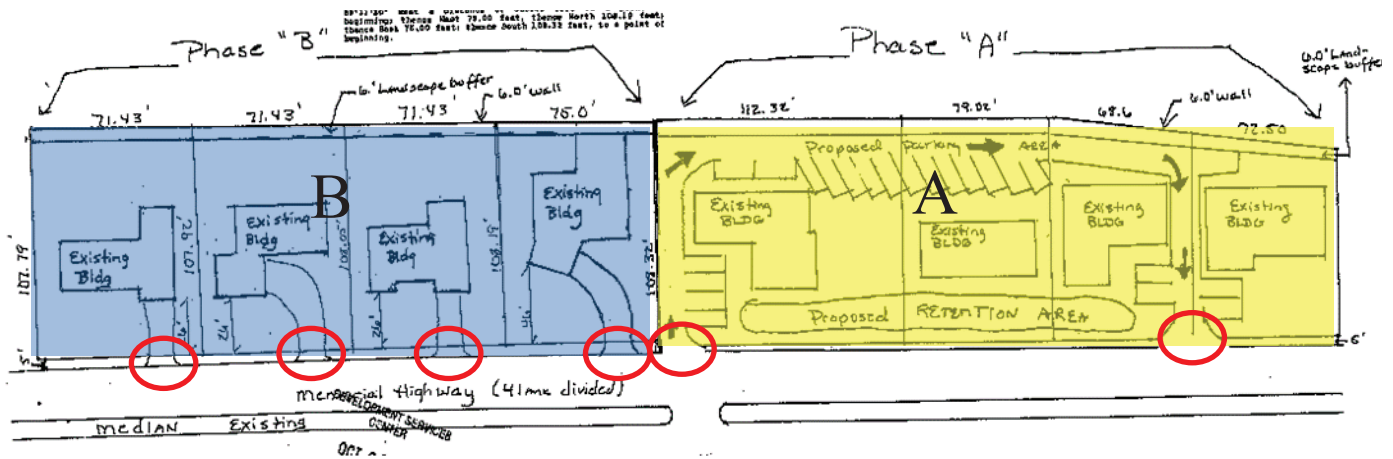 beginning; thence West 75.00 feet, thence North 108.19 feet;
thence East 75.00 feet; thence South 108.32 feet, to a point of
beginning.
Phase "B"
Phase "A"
6.0' Land-
scape buffer
6.' Landscape buffer
6.0' wall
6.0' wall
71.43' 71.43' 71.43' 75.0' 112.32' 79.02' 68.6 72.50
Proposed Parking AREA
B
A
Existing
Bldg
Existing
Bldg
Existing
Bldg
Existing
Bldg
Existing
BLDG
Existing
BLDG
Existing
BLDG
Existing
BLDG
107.79'
107.92'
108.05'
108.19'
108.32'
26'
26'
46'
Proposed RETENTION AREA
5'
6'
memorial Highway (4 lane divided)
DEVELOPMENT SERVICES
CENTER
median Existing
OCT